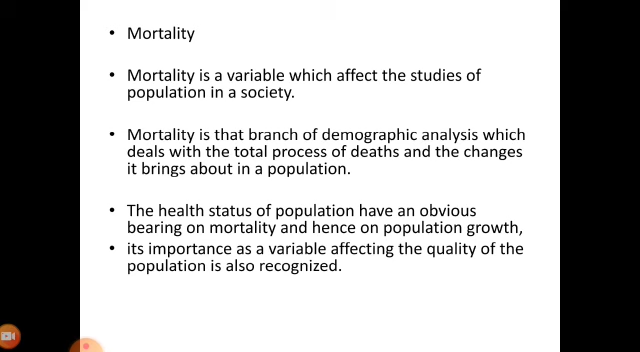 • Mortality
• Mortality is a variable which affect the studies of
population in a society.
• Mortality is that branch of demographic analysis which
deals with the total process of deaths and the changes
it brings about in a population.
• The health status of population have an obvious
bearing on mortality and hence on population growth,
• its importance as a variable affecting the quality of the
population is also recognized.